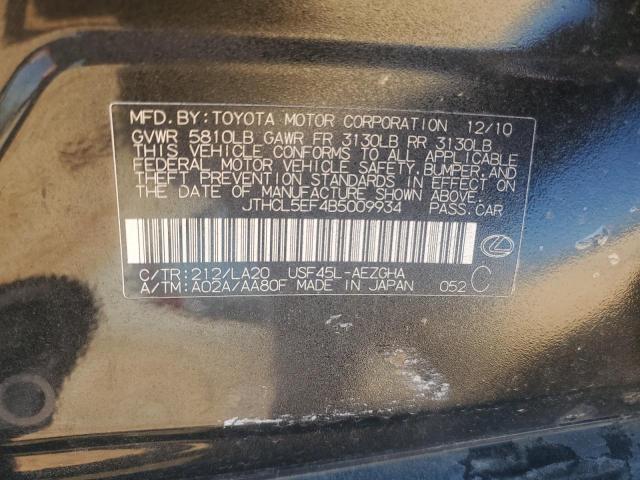 MFD. BY: TOYOTA MOTOR CORPORATION 12/10
GVWR 5810LB GAWR FR 3130LB RR 3130LB
THIS VEHICLE CONFORMS TO ALL APPLICABLE
FEDERAL MOTOR VEHICLE SAFETY, BUMPER, AND
THEFT PREVENTION STANDARDS IN EFFECT ON
THE DATE OF MANUFACTURE SHOWN ABOVE.
JTHCL5EF4B5009934 PASS. CAR
C/TR: 212/LA20 USF45L-AEZGHA
A/TM: A02A/AA80F MADE IN JAPAN 052 C